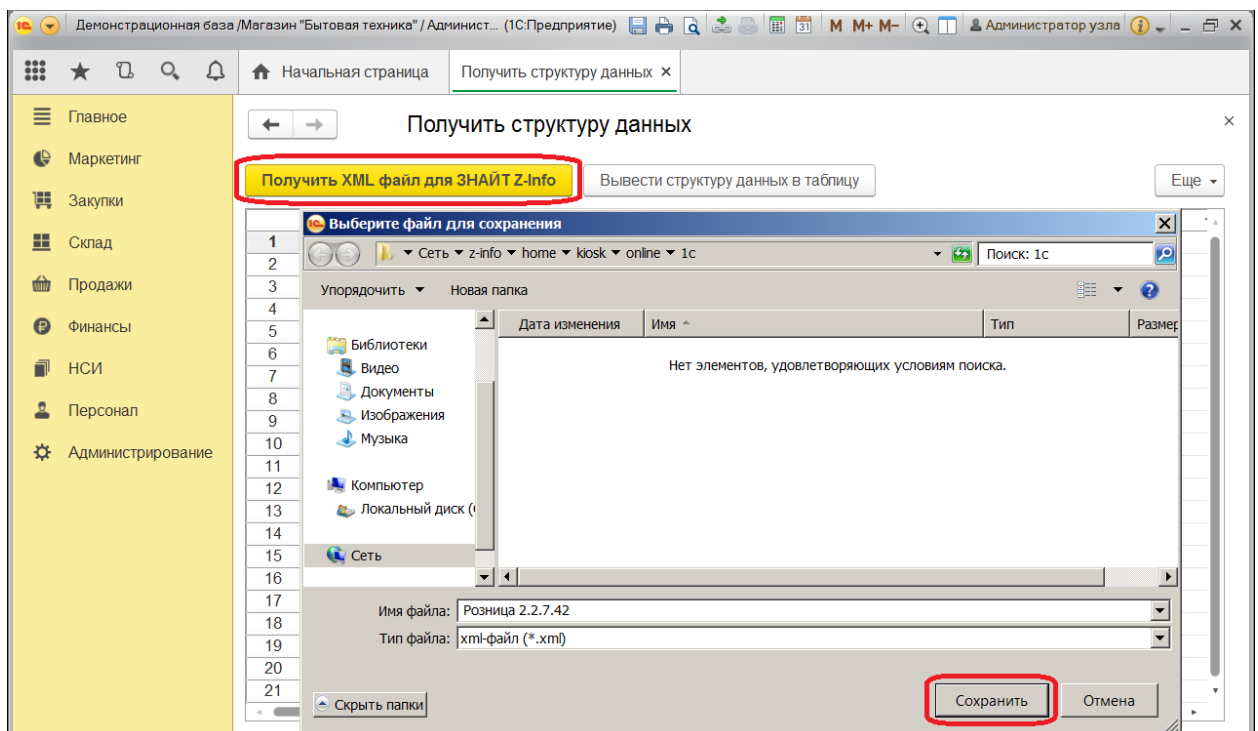 Демонстрационная база /Магазин "Бытовая техника" / Админист... (1С:Предприятие) M M+ M- 31 Администратор узла
Начальная страница Получить структуру данных ×
Главное
Маркетинг
Закупки
Склад
Продажи
Финансы
НСИ
Персонал
Администрирование
Получить структуру данных
Получить XML файл для ЗНАЙТ Z-Info Вывести структуру данных в таблицу Еще
Выберите файл для сохранения
Сеть z-info home kiosk online 1c Поиск: 1c
Упорядочить Новая папка
Дата изменения Имя Тип Размер
Нет элементов, удовлетворяющих условиям поиска.
Библиотеки
Видео
Документы
Изображения
Музыка
Компьютер
Локальный диск (
Сеть
Имя файла: Розница 2.2.7.42
Тип файла: xml-файл (*.xml)
Скрыть папки Сохранить Отмена
1
2
3
4
5
6
7
8
9
10
11
12
13
14
15
16
17
18
19
20
21